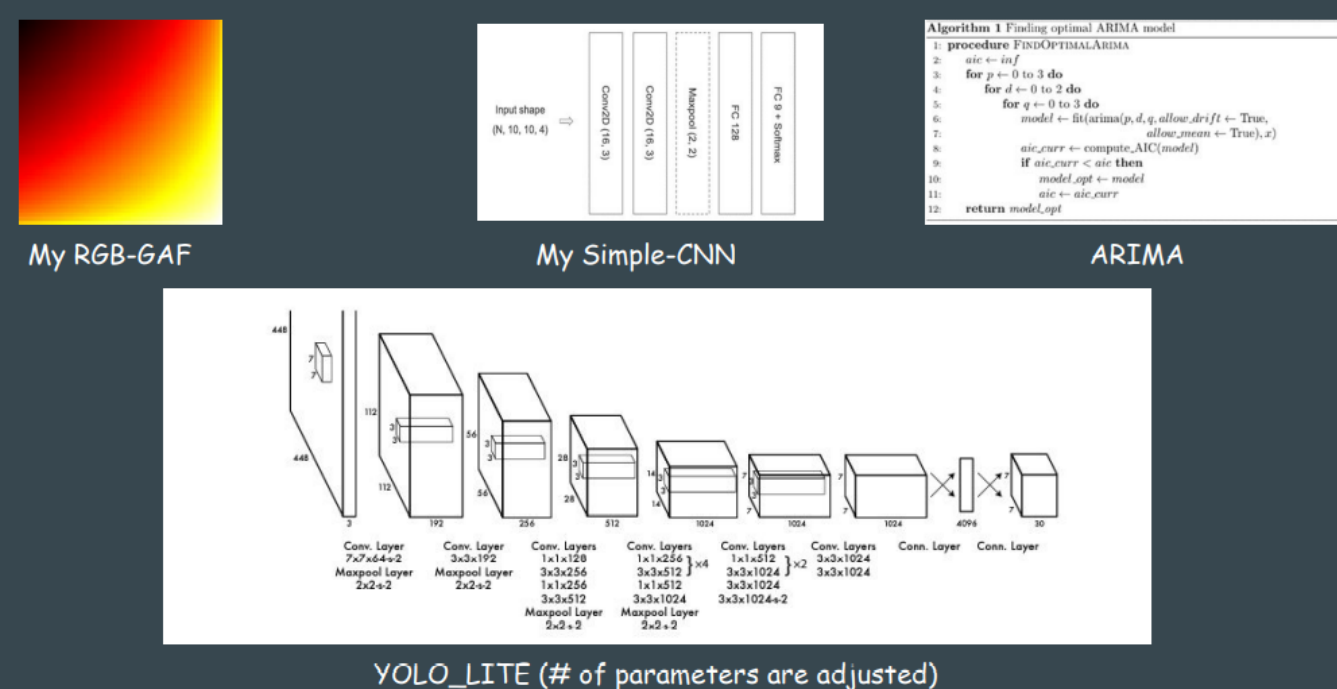 Input shape
(N, 10, 10, 4)
Conv2D (16, 3)
Conv2D (16, 3)
Maxpool (2, 2)
FC 128
FC 9 + Softmax
Algorithm 1 Finding optimal ARIMA model
1: procedure FINDOPTIMALARIMA
2: aic ← inf
3: for p ← 0 to 3 do
4: for d ← 0 to 2 do
5: for q ← 0 to 3 do
6: model ← fit(arima(p, d, q, allow_drift ← True,
7: allow_mean ← True), x)
8: aic_curr ← compute_AIC(model)
9: if aic_curr < aic then
10: model_opt ← model
11: aic ← aic_curr
12: return model_opt
My RGB-GAF
My Simple-CNN
ARIMA
448
448
7
7
3
112
112
3
3
192
56
56
3
3
256
28
28
3
3
512
14
14
3
3
1024
7
7
3
3
1024
7
7
1024
4096
7
7
30
Conv. Layer
7x7x64-s-2
Maxpool Layer
2x2-s-2
Conv. Layer
3x3x192
Maxpool Layer
2x2-s-2
Conv. Layers
1x1x128
3x3x256
1x1x256
3x3x512
Maxpool Layer
2x2-s-2
Conv. Layers
1x1x256
3x3x512 } ×4
1x1x512
3x3x1024
Maxpool Layer
2x2-s-2
Conv. Layers
1x1x512
3x3x1024 } ×2
3x3x1024
3x3x1024-s-2
Conv. Layers
3x3x1024
3x3x1024
Conn. Layer
Conn. Layer
YOLO_LITE (# of parameters are adjusted)